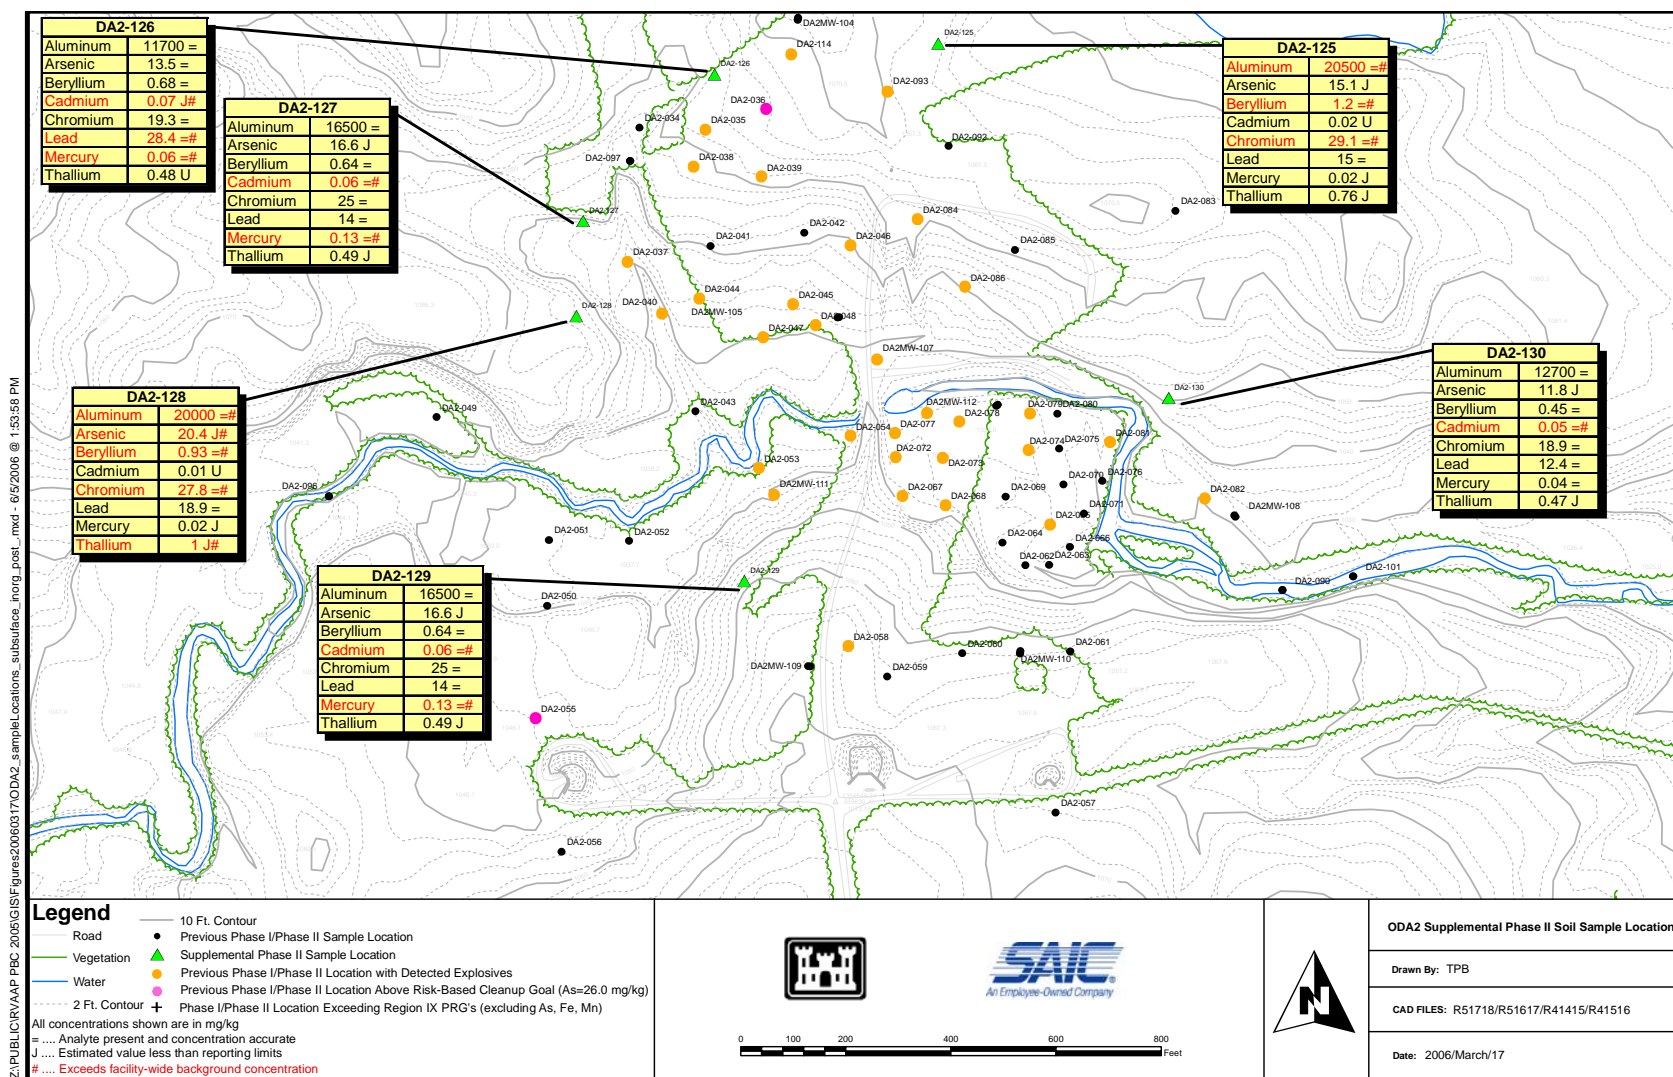 DA2-126
Aluminum 11700 =
Arsenic 13.5 =
Beryllium 0.68 =
Cadmium 0.07 J#
Chromium 19.3 =
Lead 28.4 =#
Mercury 0.06 =#
Thallium 0.48 U
DA2-127
Aluminum 16500 =
Arsenic 16.6 J
Beryllium 0.64 =
Cadmium 0.06 =#
Chromium 25 =
Lead 14 =
Mercury 0.13 =#
Thallium 0.49 J
DA2-125
Aluminum 20500 =#
Arsenic 15.1 J
Beryllium 1.2 =#
Cadmium 0.02 U
Chromium 29.1 =#
Lead 15 =
Mercury 0.02 J
Thallium 0.76 J
DA2-128
Aluminum 20000 =#
Arsenic 20.4 J#
Beryllium 0.93 =#
Cadmium 0.01 U
Chromium 27.8 =#
Lead 18.9 =
Mercury 0.02 J
Thallium 1 J#
DA2-130
Aluminum 12700 =
Arsenic 11.8 J
Beryllium 0.45 =
Cadmium 0.05 =#
Chromium 18.9 =
Lead 12.4 =
Mercury 0.04 =
Thallium 0.47 J
DA2-129
Aluminum 16500 =
Arsenic 16.6 J
Beryllium 0.64 =
Cadmium 0.06 =#
Chromium 25 =
Lead 14 =
Mercury 0.13 =#
Thallium 0.49 J
DA2MW-104
DA2-125
DA2-114
DA2-126
DA2-093
DA2-036
DA2-034
DA2-035
DA2-092
DA2-097
DA2-038
DA2-039
DA2-083
DA2-127
DA2-084
DA2-042
DA2-041
DA2-046
DA2-085
DA2-037
DA2-086
DA2-044
DA2-045
DA2-128
DA2-040
DA2MW-105
DA2-048
DA2-047
DA2MW-107
DA2-130
DA2-049
DA2-043
DA2MW-112
DA2-078
DA2-079
DA2-080
DA2-054
DA2-077
DA2-081
DA2-072
DA2-074
DA2-075
DA2-053
DA2-073
DA2-070
DA2-076
DA2-096
DA2MW-111
DA2-067
DA2-068
DA2-069
DA2-082
DA2MW-108
DA2-071
DA2-065
DA2-051
DA2-052
DA2-064
DA2-066
DA2-062
DA2-063
DA2-129
DA2-090
DA2-101
DA2-050
DA2-058
DA2-060
DA2-061
DA2MW-110
DA2MW-109
DA2-059
DA2-055
DA2-057
DA2-056
Z:\PUBLIC\RVAAP PBC 2005\GIS\Figures20060317\ODA2_sampleLocations_subsuface_inorg_post_.mxd - 6/5/2006 @ 1:53:58 PM
Legend
Road
Vegetation
Water
2 Ft. Contour
10 Ft. Contour
Previous Phase I/Phase II Sample Location
Supplemental Phase II Sample Location
Previous Phase I/Phase II Location with Detected Explosives
Previous Phase I/Phase II Location Above Risk-Based Cleanup Goal (As=26.0 mg/kg)
Phase I/Phase II Location Exceeding Region IX PRG's (excluding As, Fe, Mn)
All concentrations shown are in mg/kg
= .... Analyte present and concentration accurate
J .... Estimated value less than reporting limits
# .... Exceeds facility-wide background concentration
SAIC
An Employee-Owned Company
0 100 200 400 600 800
Feet
N
ODA2 Supplemental Phase II Soil Sample Location
Drawn By: TPB
CAD FILES: R51718/R51617/R41415/R41516
Date: 2006/March/17